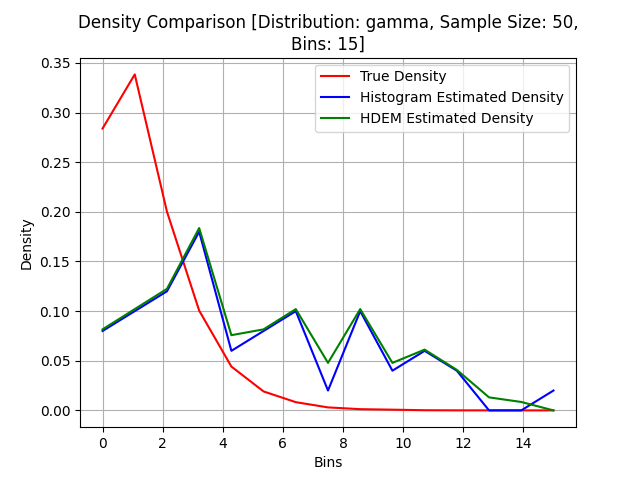 Density Comparison [Distribution: gamma, Sample Size: 50,
Bins: 15]
True Density
Histogram Estimated Density
HDEM Estimated Density
Density
0.35
0.30
0.25
0.20
0.15
0.10
0.05
0.00
0 2 4 6 8 10 12 14
Bins